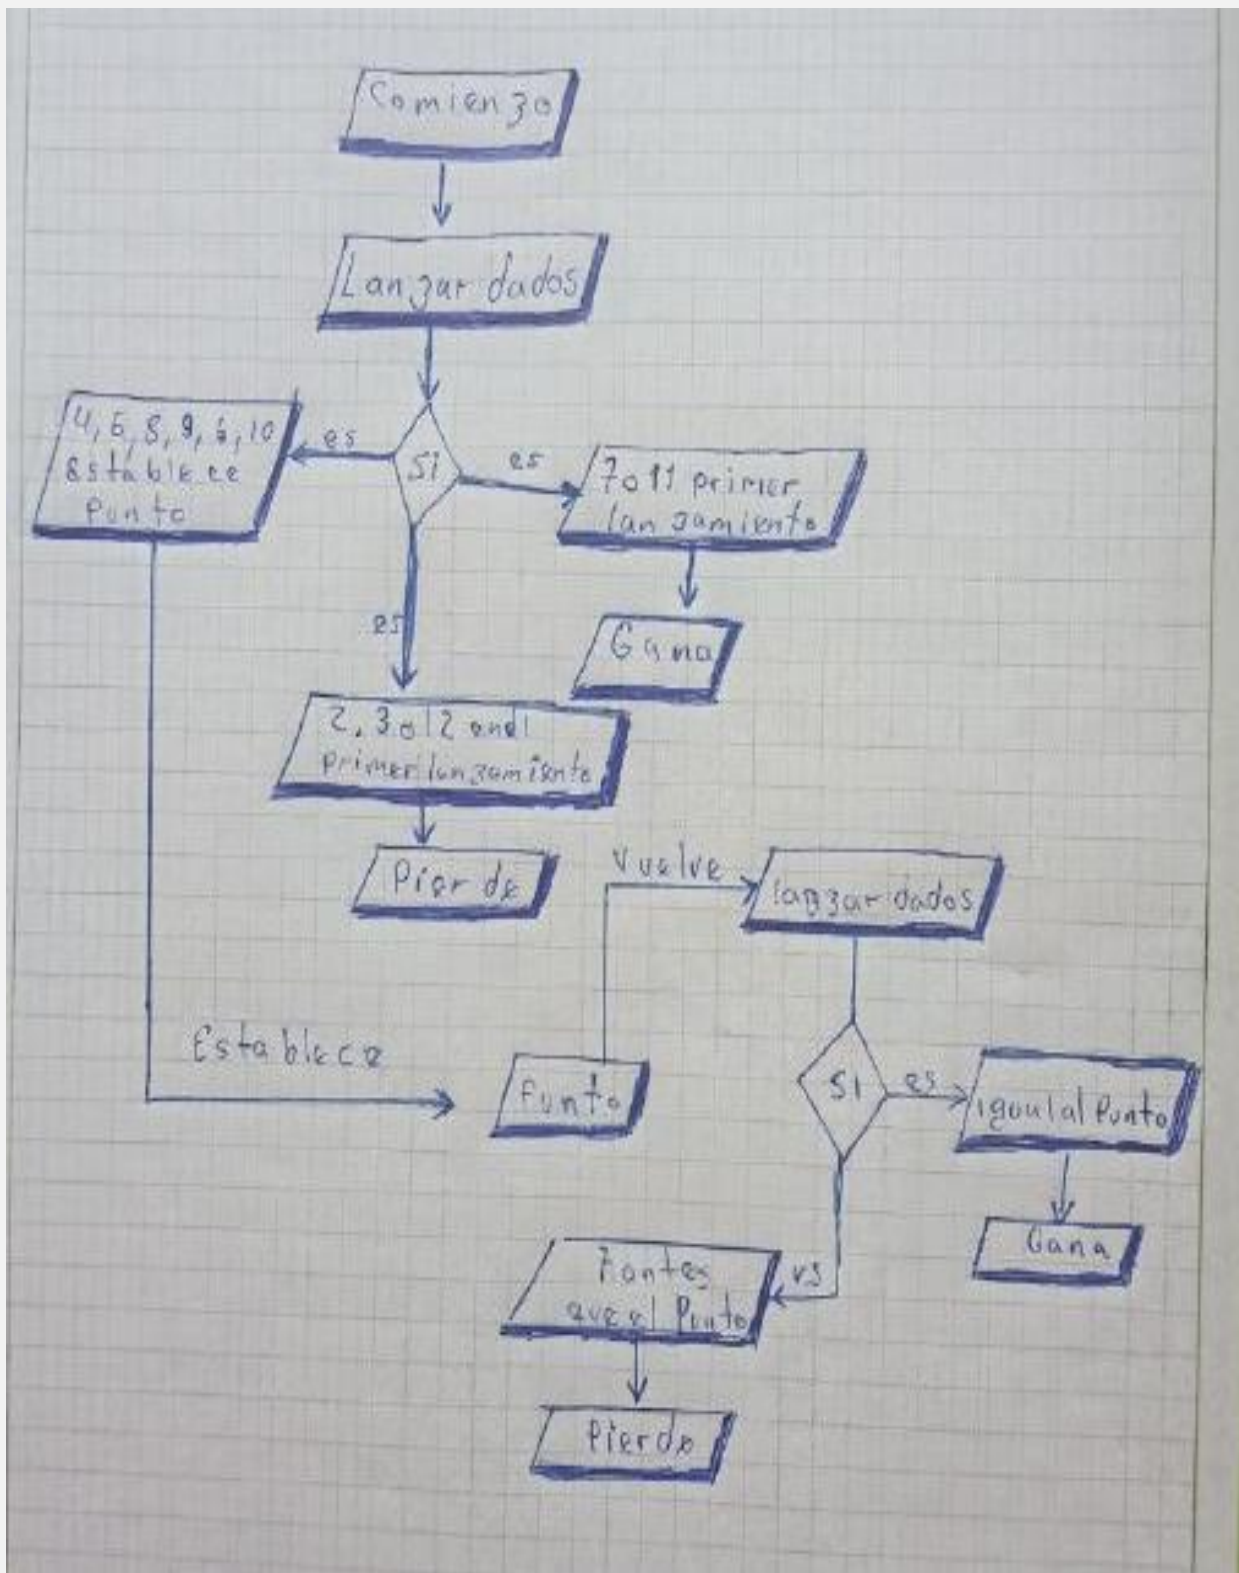 Comienzo
Lanzar dados
4, 5, 8, 9, 6, 10
Establece
Punto
es
SI
es
7 o 11 primer
lanzamiento
es
Gana
2, 3 o 12 en el
primer lanzamiento
Pierde
Vuelve
lanzar dados
Establece
Punto
SI
es
igual al Punto
Gana
7 antes
que el Punto
es
Pierde